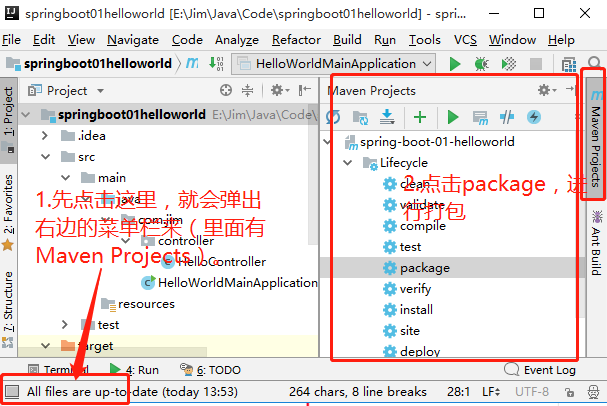 springboot01helloworld [E:\Jim\Java\Code\springboot01helloworld] - spr
File Edit View Navigate Code Analyze Refactor Build Run Tools VCS Window Help
springboot01helloworld HelloWorldMainApplication
1: Project
2: Favorites
7: Structure
Project
springboot01helloworld E:\Jim\Java\Code
.idea
src
main
java
com.jim
controller
HelloController
HelloWorldMainApplication
resources
test
target
1.先点击这里，就会弹出
右边的菜单栏来（里面有
Maven Projects）
Maven Projects
spring-boot-01-helloworld
Lifecycle
clean
validate
compile
test
package
verify
install
site
deploy
2.点击package，进
行打包
Maven Projects
Ant Build
Terminal 4: Run 6: TODO Event Log
All files are up-to-date (today 13:53) 264 chars, 8 line breaks 28:1 LF UTF-8